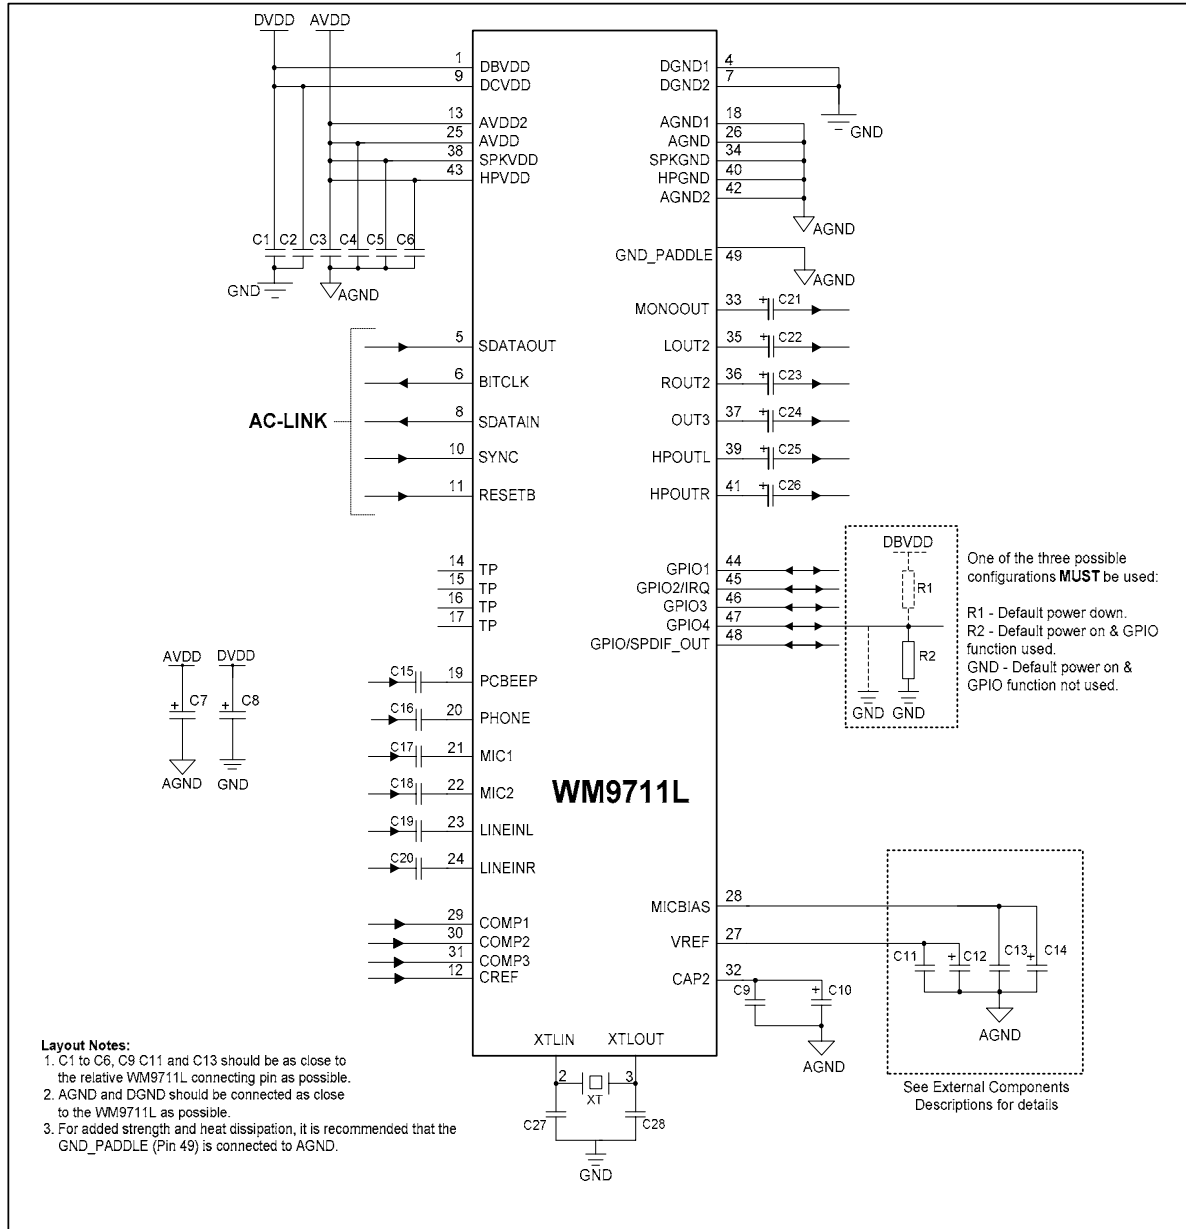 DVDD AVDD
1 DBVDD
9 DCVDD
13 AVDD2
25 AVDD
38 SPKVDD
43 HPVDD
C1 C2 C3 C4 C5 C6
GND AGND
DGND1 4
DGND2 7
GND
AGND1 18
AGND 26
SPKGND 34
HPGND 40
AGND2 42
AGND
GND_PADDLE 49
AGND
AC-LINK
5 SDATAOUT
6 BITCLK
8 SDATAIN
10 SYNC
11 RESETB
MONOOUT 33 + C21
LOUT2 35 + C22
ROUT2 36 + C23
OUT3 37 + C24
HPOUTL 39 + C25
HPOUTR 41 + C26
14 TP
15 TP
16 TP
17 TP
GPIO1 44
GPIO2/IRQ 45
GPIO3 46
GPIO4 47
GPIO/SPDIF_OUT 48
DBVDD
R1
R2
GND GND
One of the three possible
configurations MUST be used:
R1 - Default power down.
R2 - Default power on & GPIO
function used.
GND - Default power on &
GPIO function not used.
AVDD DVDD
+ C7 + C8
AGND GND
C15 19 PCBEEP
C16 20 PHONE
C17 21 MIC1
C18 22 MIC2
C19 23 LINEINL
C20 24 LINEINR
WM9711L
29 COMP1
30 COMP2
31 COMP3
12 CREF
MICBIAS 28
VREF 27
CAP2 32
C9 + C10
AGND
C11 + C12 C13 + C14
AGND
See External Components
Descriptions for details
XTLIN XTLOUT
2 3
XT
C27 C28
GND
Layout Notes:
1. C1 to C6, C9 C11 and C13 should be as close to
the relative WM9711L connecting pin as possible.
2. AGND and DGND should be connected as close
to the WM9711L as possible.
3. For added strength and heat dissipation, it is recommended that the
GND_PADDLE (Pin 49) is connected to AGND.